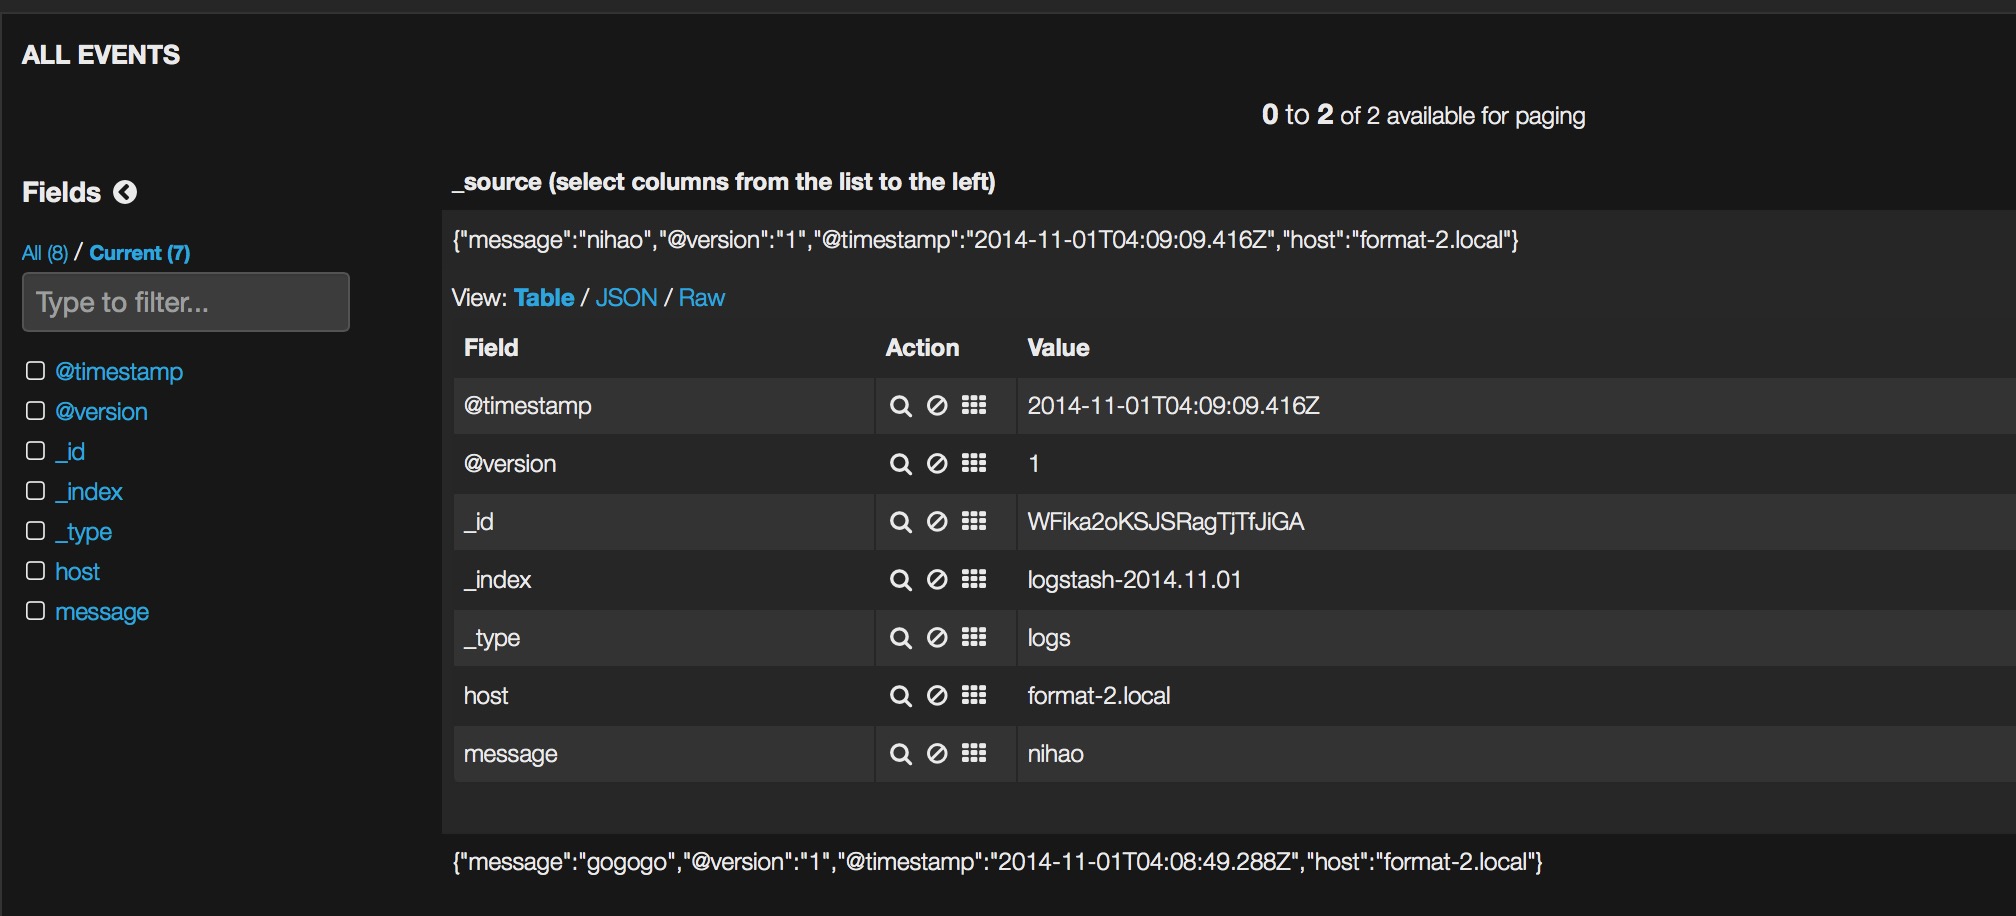 ALL EVENTS
0 to 2 of 2 available for paging
Fields
_source (select columns from the list to the left)
All (8) / Current (7)
Type to filter...
@timestamp
@version
_id
_index
_type
host
message
{"message":"nihao","@version":"1","@timestamp":"2014-11-01T04:09:09.416Z","host":"format-2.local"}
View: Table / JSON / Raw
Field Action Value
@timestamp 2014-11-01T04:09:09.416Z
@version 1
_id WFika2oKSJSRagTjTfJiGA
_index logstash-2014.11.01
_type logs
host format-2.local
message nihao
{"message":"gogogo","@version":"1","@timestamp":"2014-11-01T04:08:49.288Z","host":"format-2.local"}